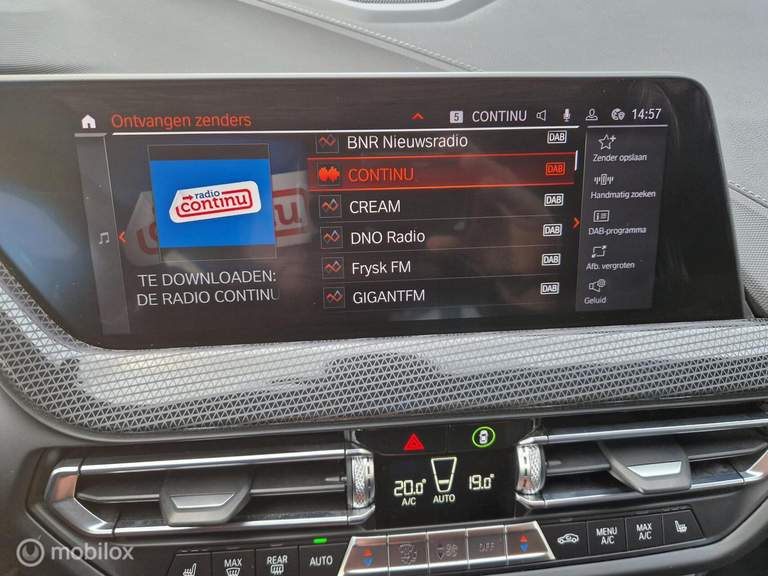 Ontvangen zenders
5 CONTINU 14:57
BNR Nieuwsradio DAB
CONTINU DAB
CREAM DAB
DNO Radio DAB
Frysk FM DAB
GIGANTFM DAB
radio
continu
TE DOWNLOADEN:
DE RADIO CONTINU
Zender opslaan
Handmatig zoeken
DAB-programma
Afb. vergroten
Geluid
20.0 19.0
A/C AUTO A/C
MAX
REAR
AUTO
OFF
MENU
A/C
MAX
A/C
mobilox